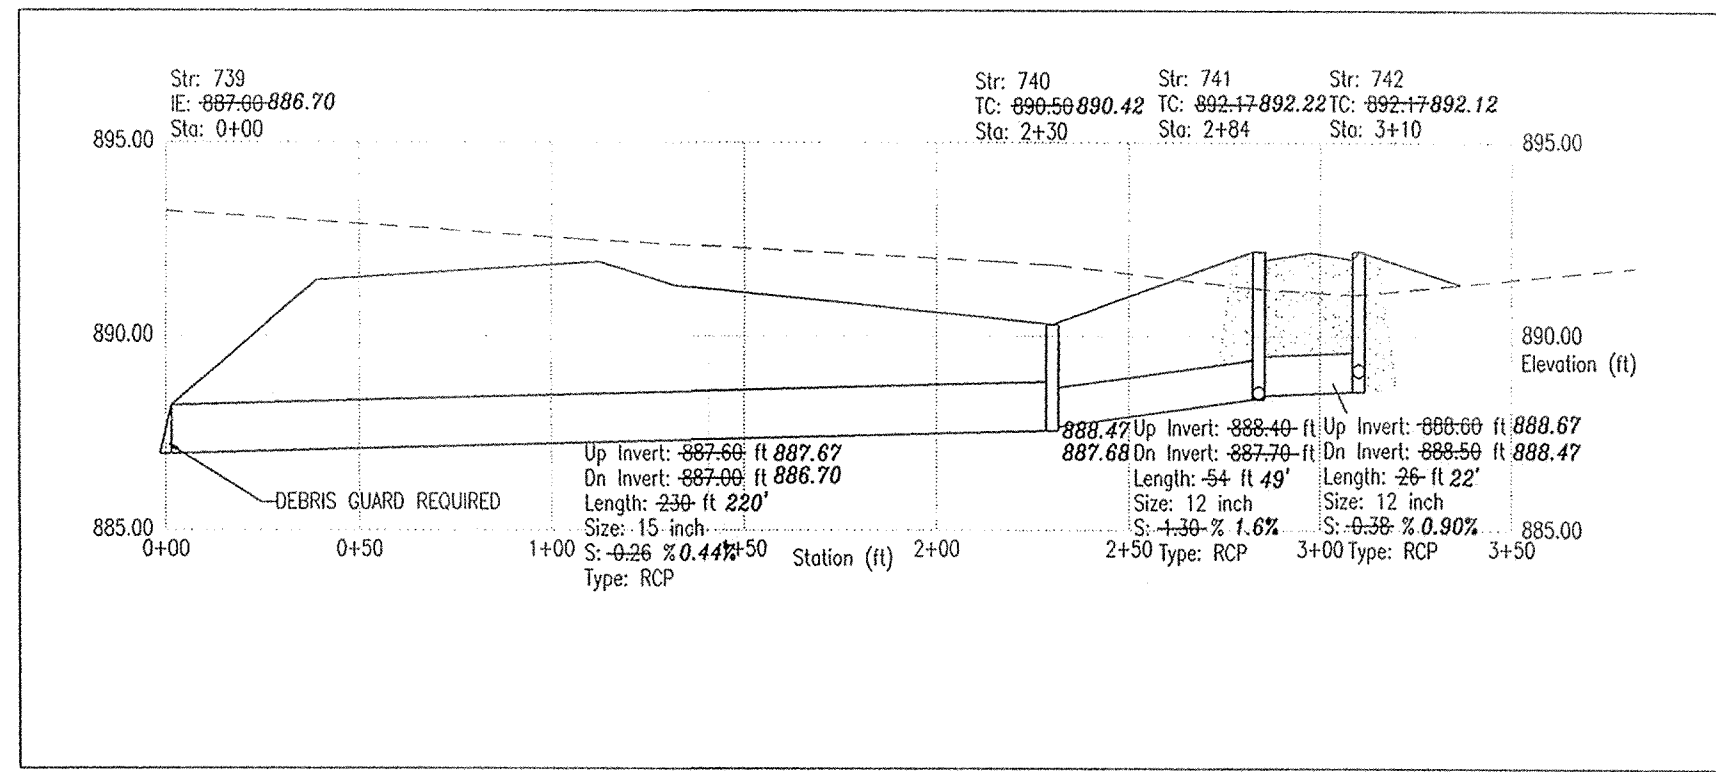 Str: 739
IE: 887.00 886.70
Sta: 0+00
Str: 740
TC: 890.50 890.42
Sta: 2+30
Str: 741
TC: 892.17 892.22
Sta: 2+84
Str: 742
TC: 892.17 892.12
Sta: 3+10
895.00
895.00
890.00
890.00
Elevation (ft)
885.00
885.00
DEBRIS GUARD REQUIRED
Up Invert: 887.60 ft 887.67
Dn Invert: 887.00 ft 886.70
Length: 230 ft 220'
Size: 15 inch
S: 0.26 % 0.44%
Type: RCP
888.47 Up Invert: 888.40 ft
887.68 Dn Invert: 887.70 ft
Length: 54 ft 49'
Size: 12 inch
S: 1.30 % 1.6%
Type: RCP
Up Invert: 888.60 ft 888.67
Dn Invert: 888.50 ft 888.47
Length: 26 ft 22'
Size: 12 inch
S: 0.38 % 0.90%
Type: RCP
0+00 0+50 1+00 1+50 2+00 2+50 3+00 3+50
Station (ft)